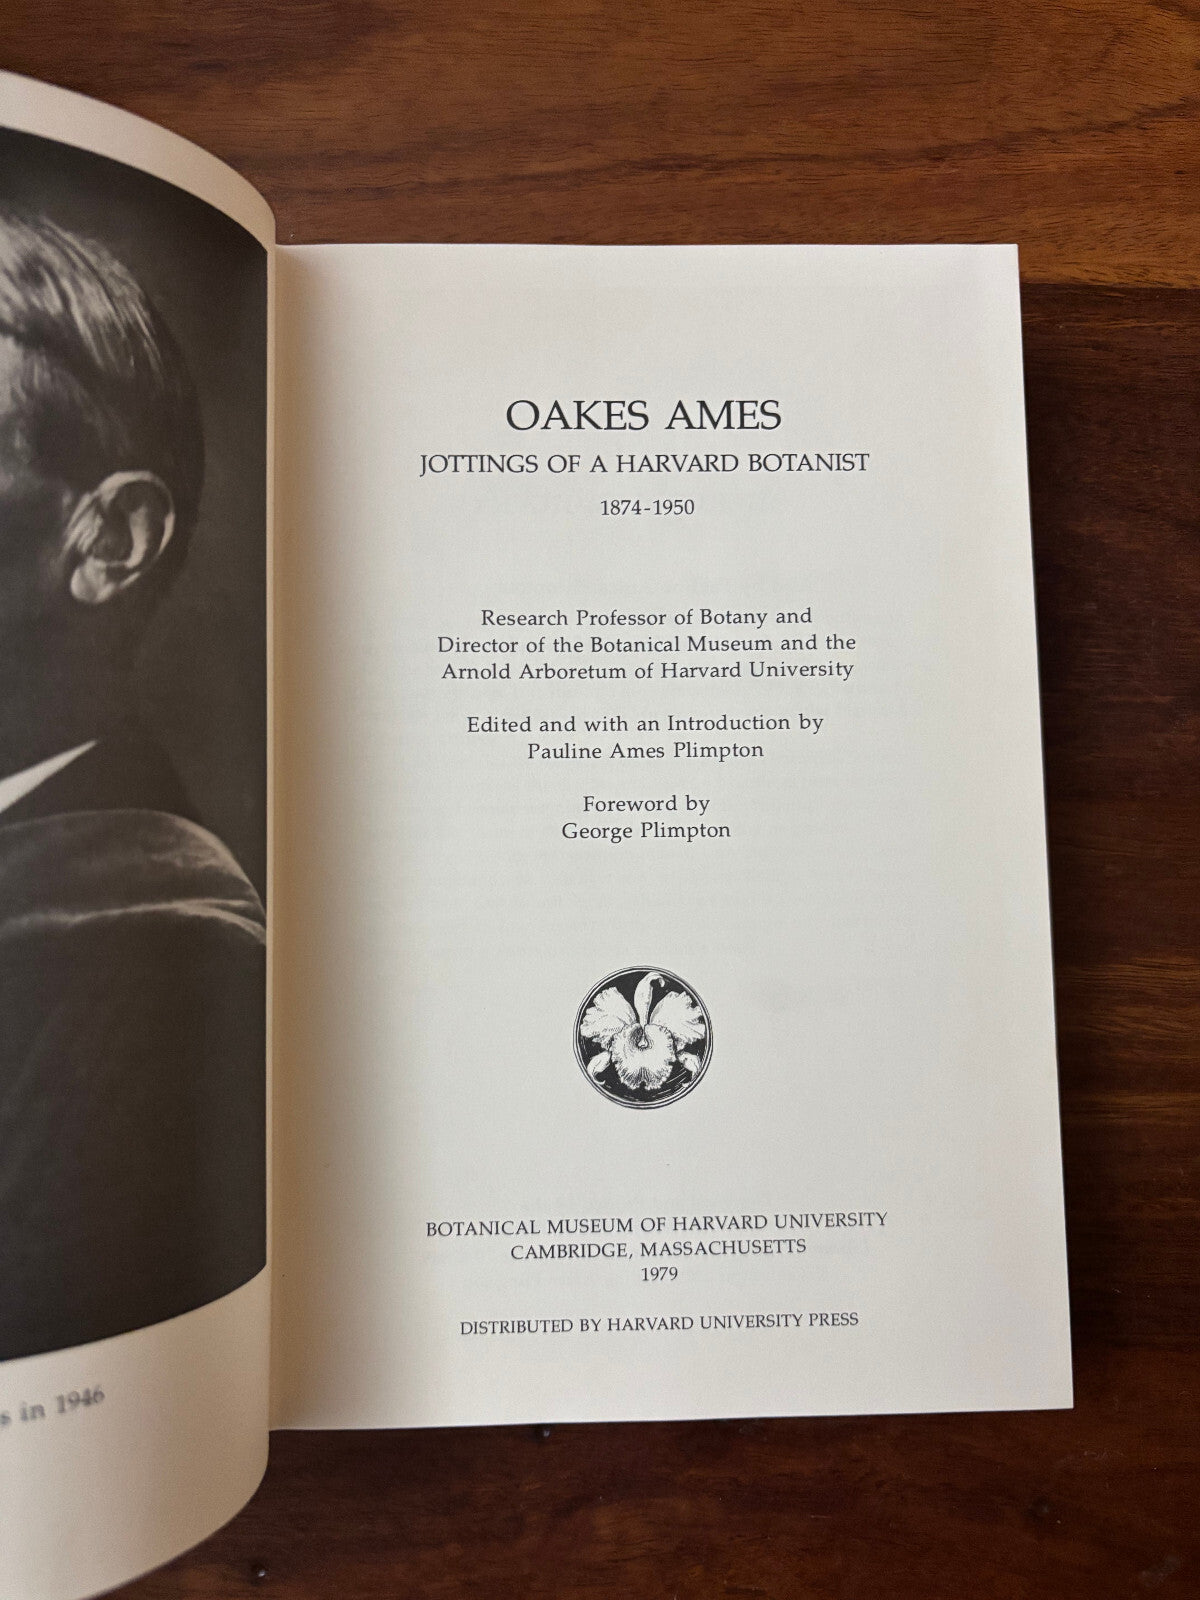 s in 1946
OAKES AMES
JOTTINGS OF A HARVARD BOTANIST
1874-1950
Research Professor of Botany and
Director of the Botanical Museum and the
Arnold Arboretum of Harvard University
Edited and with an Introduction by
Pauline Ames Plimpton
Foreword by
George Plimpton
BOTANICAL MUSEUM OF HARVARD UNIVERSITY
CAMBRIDGE, MASSACHUSETTS
1979
DISTRIBUTED BY HARVARD UNIVERSITY PRESS